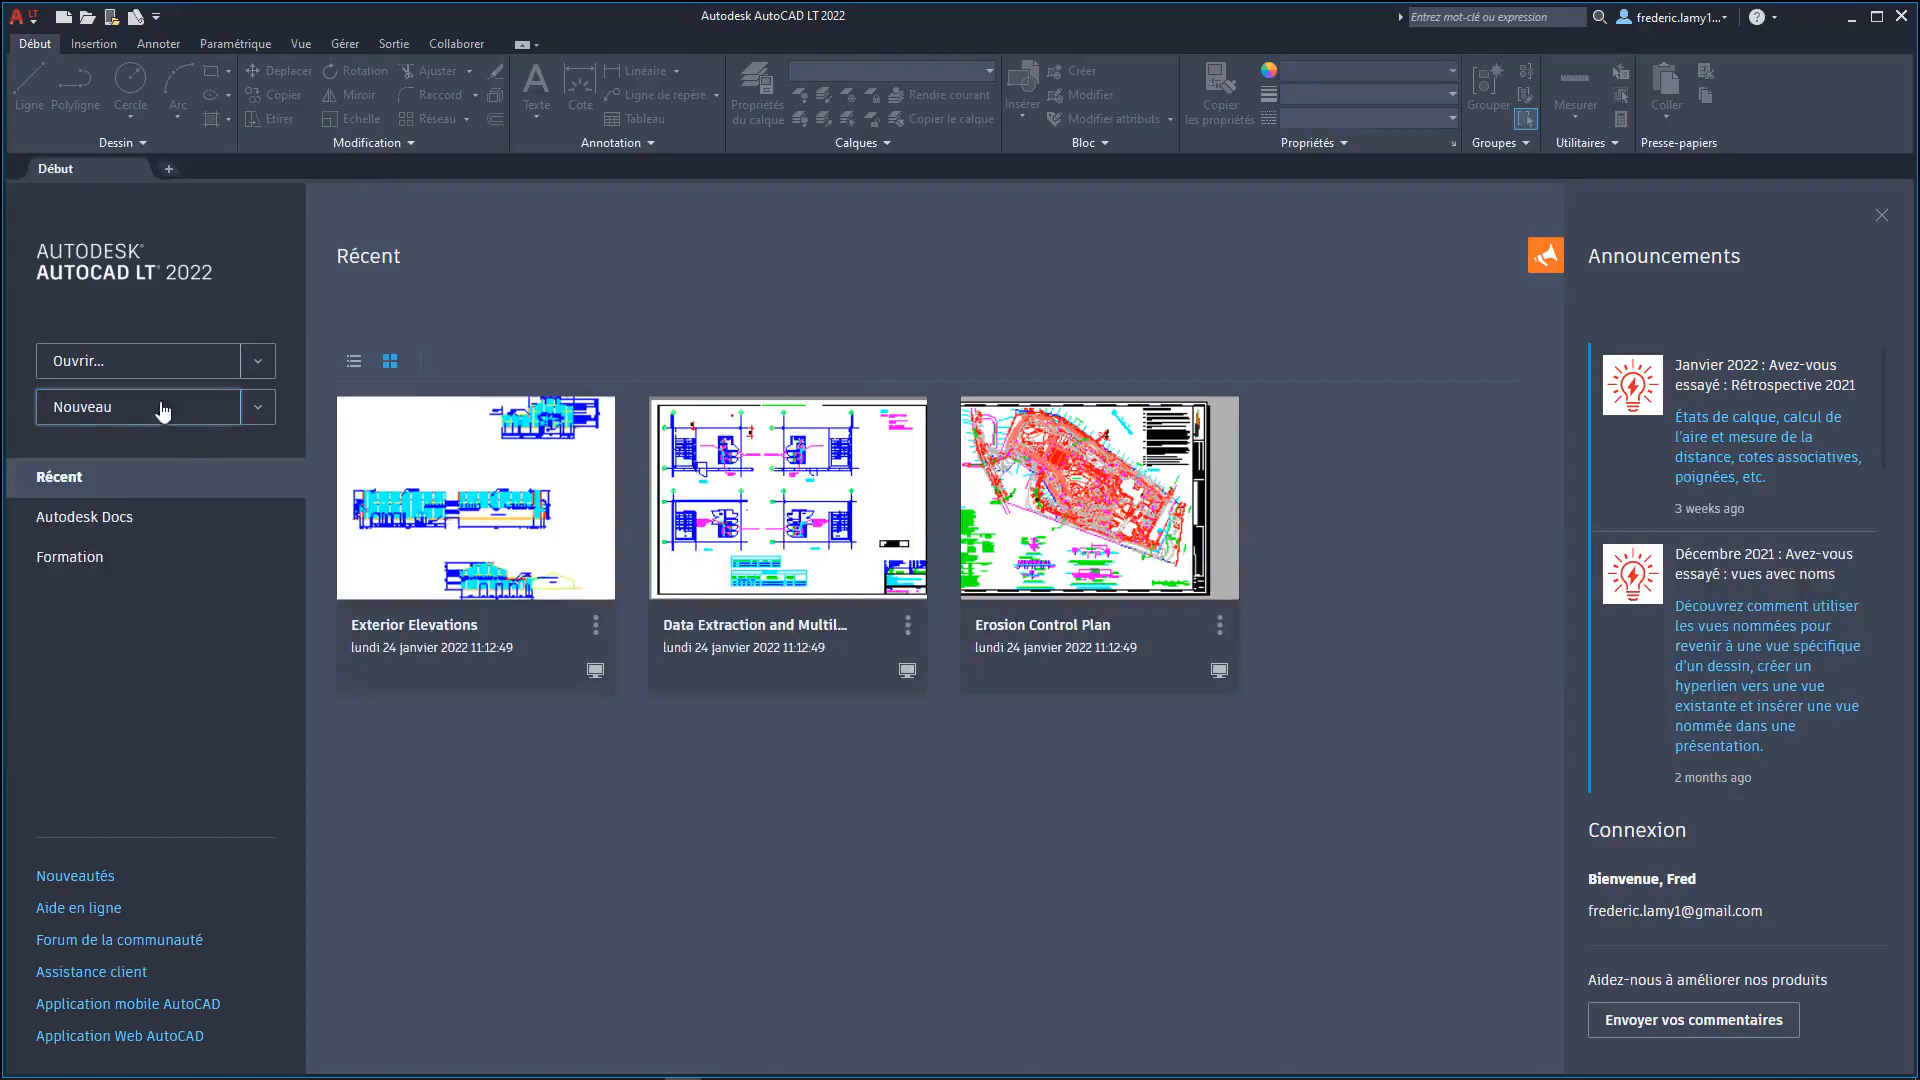 A LT
Autodesk AutoCAD LT 2022
Entrez mot-clé ou expression
frederic.lamy1...
Début Insertion Annoter Paramétrique Vue Gérer Sortie Collaborer
Ligne Polyligne Cercle Arc
Déplacer Rotation Ajuster
Copier Miroir Raccord
Etirer Echelle Réseau
Texte Cote
Linéaire
Ligne de repère
Tableau
Propriétés
du calque
Rendre courant
Copier le calque
Insérer
Créer
Modifier
Modifier attributs
Copier
les propriétés
Grouper
Mesurer
Coller
Dessin Modification Annotation Calques Bloc Propriétés Groupes Utilitaires Presse-papiers
Début
AUTODESK®
AUTOCAD LT® 2022
Ouvrir...
Nouveau
Récent
Autodesk Docs
Formation
Nouveautés
Aide en ligne
Forum de la communauté
Assistance client
Application mobile AutoCAD
Application Web AutoCAD
Récent
Exterior Elevations
lundi 24 janvier 2022 11:12:49
Data Extraction and Multil...
lundi 24 janvier 2022 11:12:49
Erosion Control Plan
lundi 24 janvier 2022 11:12:49
Announcements
Janvier 2022 : Avez-vous
essayé : Rétrospective 2021
États de calque, calcul de
l'aire et mesure de la
distance, cotes associatives,
poignées, etc.
3 weeks ago
Décembre 2021 : Avez-vous
essayé : vues avec noms
Découvrez comment utiliser
les vues nommées pour
revenir à une vue spécifique
d'un dessin, créer un
hyperlien vers une vue
existante et insérer une vue
nommée dans une
présentation.
2 months ago
Connexion
Bienvenue, Fred
frederic.lamy1@gmail.com
Aidez-nous à améliorer nos produits
Envoyer vos commentaires